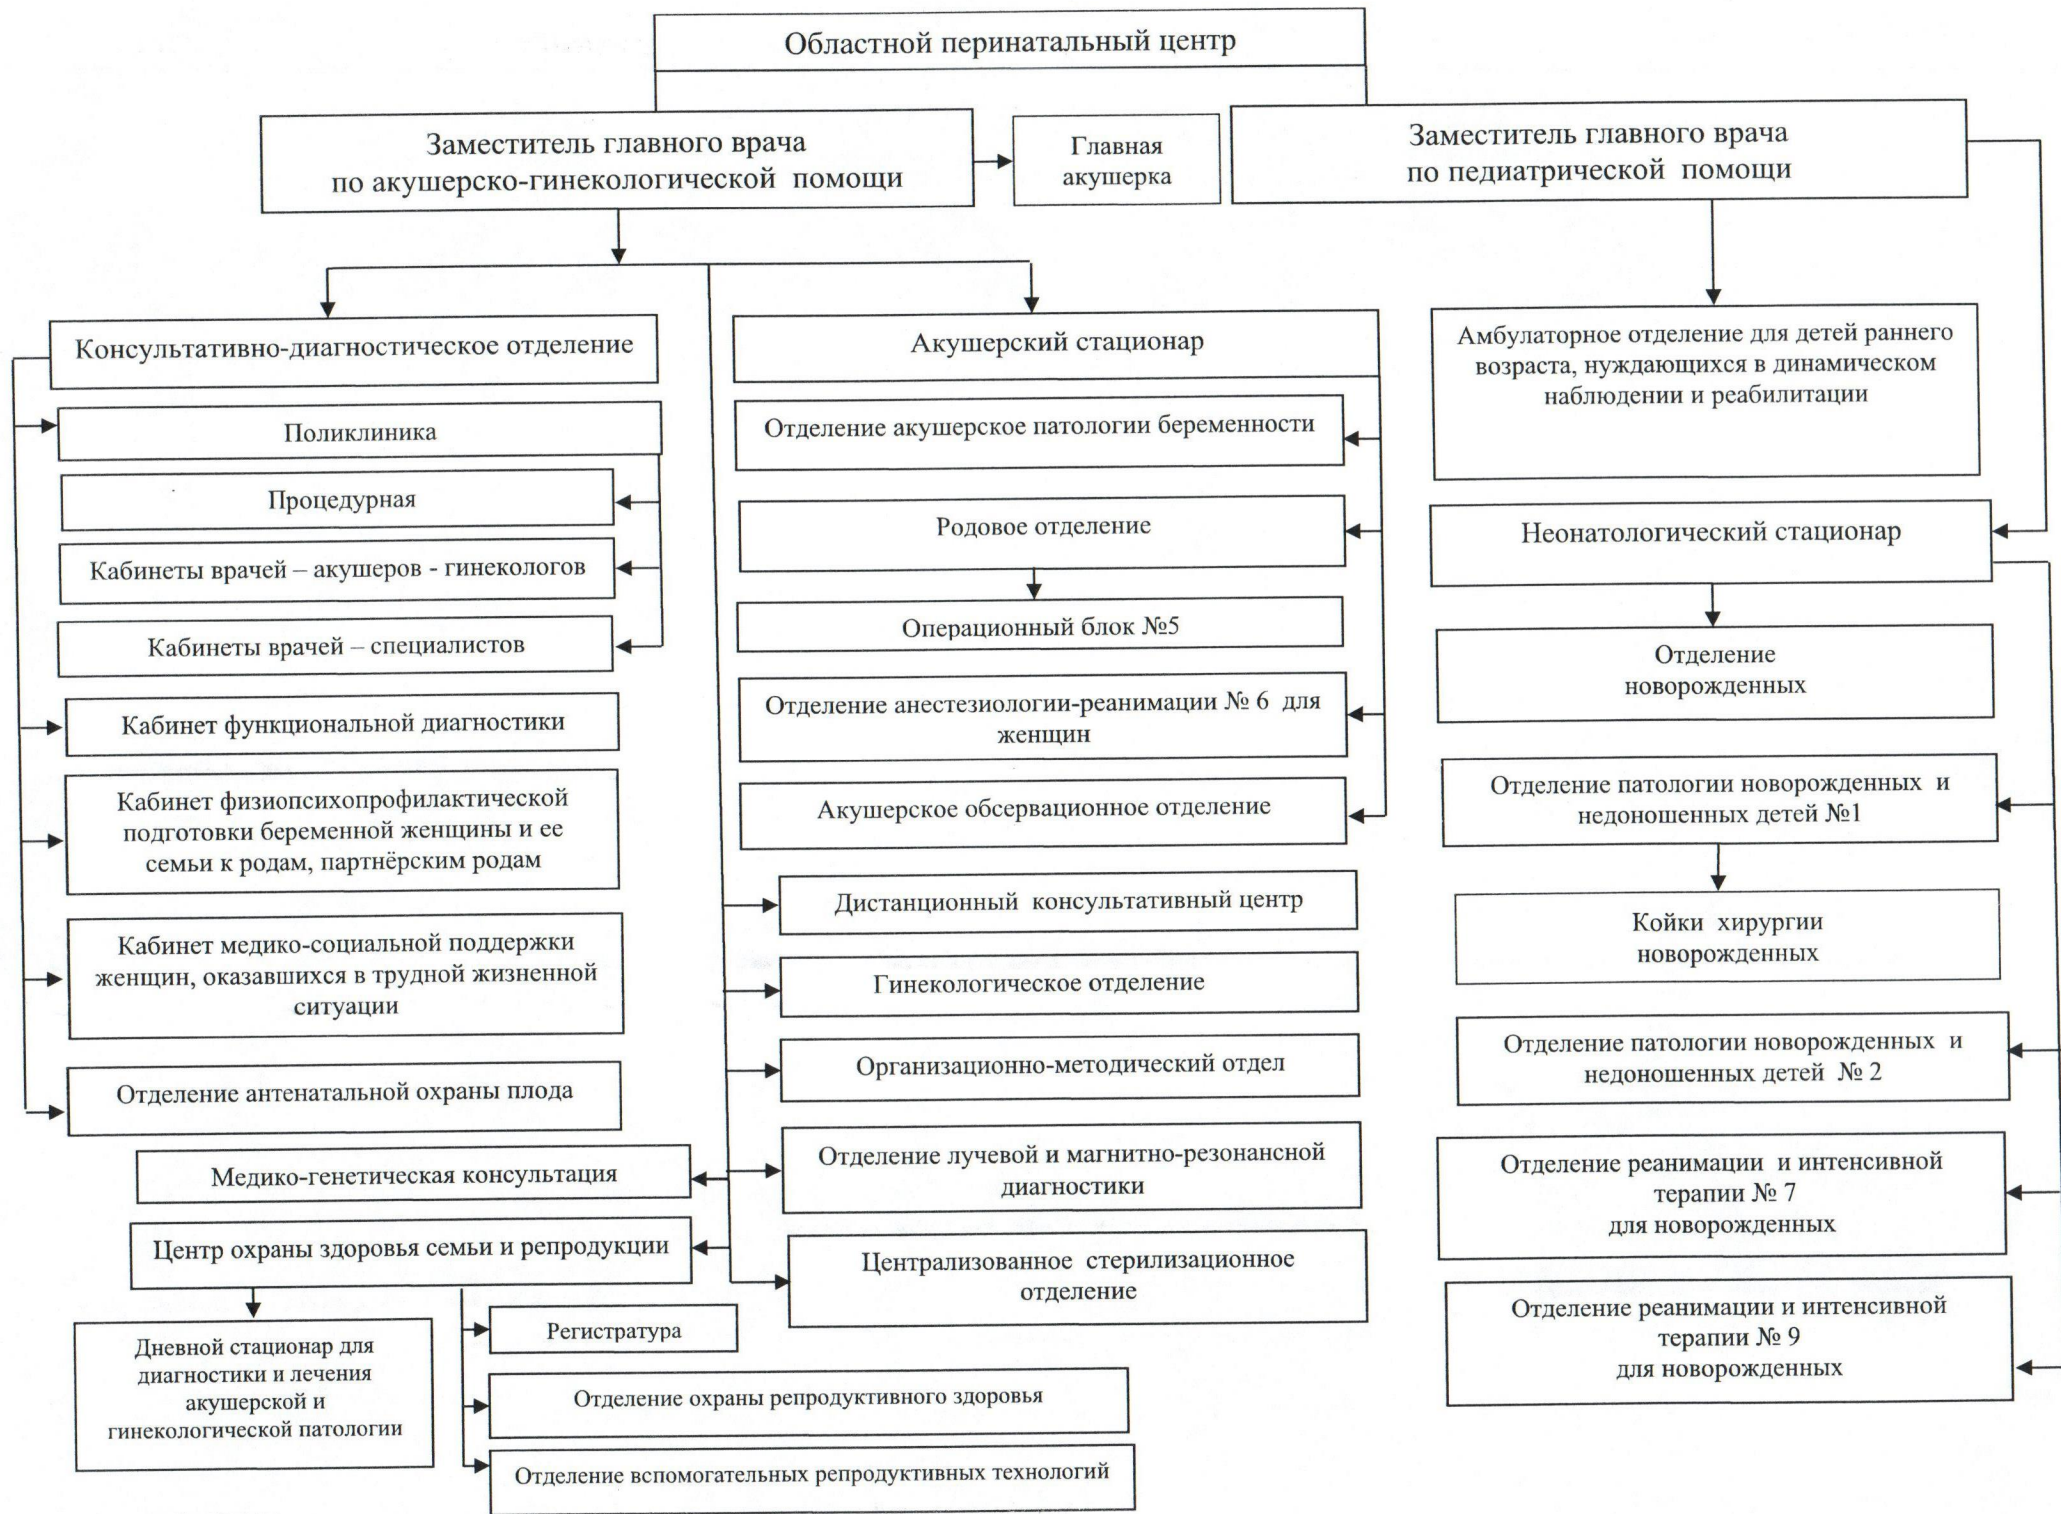 Областной перинатальный центр
Заместитель главного врача
по акушерско-гинекологической помощи
Главная
акушерка
Заместитель главного врача
по педиатрической помощи
Консультативно-диагностическое отделение
Поликлиника
Процедурная
Кабинеты врачей – акушеров - гинекологов
Кабинеты врачей – специалистов
Кабинет функциональной диагностики
Кабинет физиопсихопрофилактической
подготовки беременной женщины и ее
семьи к родам, партнёрским родам
Кабинет медико-социальной поддержки
женщин, оказавшихся в трудной жизненной
ситуации
Отделение антенатальной охраны плода
Медико-генетическая консультация
Центр охраны здоровья семьи и репродукции
Дневной стационар для
диагностики и лечения
акушерской и
гинекологической патологии
Регистратура
Отделение охраны репродуктивного здоровья
Отделение вспомогательных репродуктивных технологий
Акушерский стационар
Отделение акушерское патологии беременности
Родовое отделение
Операционный блок №5
Отделение анестезиологии-реанимации № 6 для
женщин
Акушерское обсервационное отделение
Дистанционный консультативный центр
Гинекологическое отделение
Организационно-методический отдел
Отделение лучевой и магнитно-резонансной
диагностики
Централизованное стерилизационное
отделение
Амбулаторное отделение для детей раннего
возраста, нуждающихся в динамическом
наблюдении и реабилитации
Неонатологический стационар
Отделение
новорожденных
Отделение патологии новорожденных и
недоношенных детей №1
Койки хирургии
новорожденных
Отделение патологии новорожденных и
недоношенных детей № 2
Отделение реанимации и интенсивной
терапии № 7
для новорожденных
Отделение реанимации и интенсивной
терапии № 9
для новорожденных